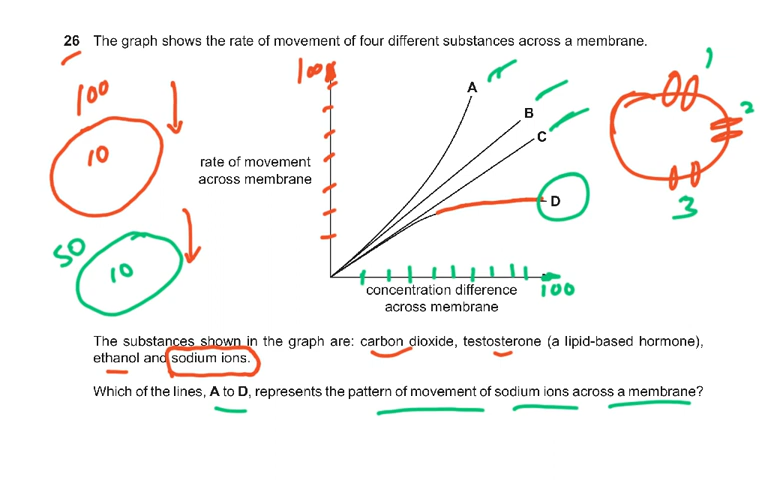 26 The graph shows the rate of movement of four different substances across a membrane.
100
10
50
10
100
rate of movement
across membrane
A
B
C
D
concentration difference
across membrane
100
1
2
3
The substances shown in the graph are: carbon dioxide, testosterone (a lipid-based hormone),
ethanol and sodium ions.
Which of the lines, A to D, represents the pattern of movement of sodium ions across a membrane?